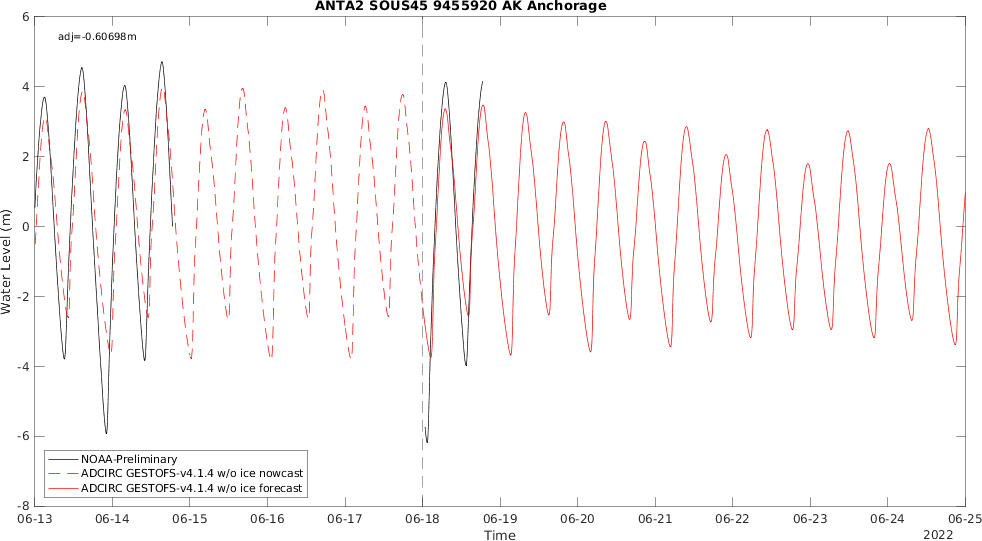 ANTA2 SOUS45 9455920 AK Anchorage
adj=-0.60698m
6
4
2
0
-2
-4
-6
-8
Water Level (m)
NOAA-Preliminary
ADCIRC GESTOFS-v4.1.4 w/o ice nowcast
ADCIRC GESTOFS-v4.1.4 w/o ice forecast
06-13 06-14 06-15 06-16 06-17 06-18 06-19 06-20 06-21 06-22 06-23 06-24 06-25
Time
2022